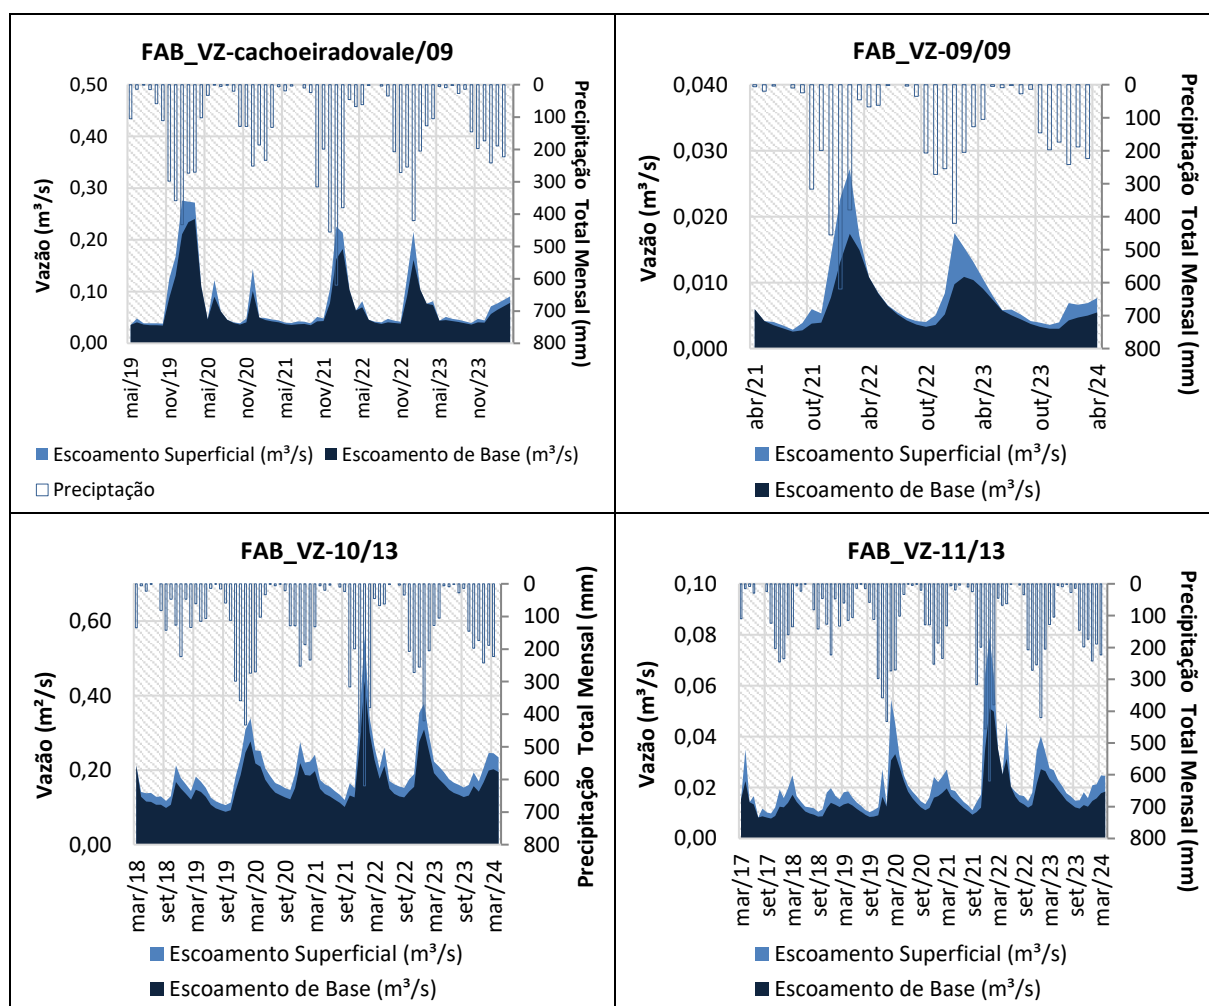 FAB_VZ-cachoeiradovale/09
Vazão (m³/s)
0,50
0,40
0,30
0,20
0,10
0,00
0
100
200
300
400
500
600
700
800
Precipitação Total Mensal (mm)
mai/19
nov/19
mai/20
nov/20
mai/21
nov/21
mai/22
nov/22
mai/23
nov/23
Escoamento Superficial (m³/s)
Escoamento de Base (m³/s)
Preciptação
FAB_VZ-09/09
Vazão (m³/s)
0,040
0,030
0,020
0,010
0,000
0
100
200
300
400
500
600
700
800
Precipitação Total Mensal (mm)
abr/21
out/21
abr/22
out/22
abr/23
out/23
abr/24
Escoamento Superficial (m³/s)
Escoamento de Base (m³/s)
FAB_VZ-10/13
Vazão (m²/s)
0,60
0,40
0,20
0,00
0
100
200
300
400
500
600
700
800
Precipitação Total Mensal (mm)
mar/18
set/18
mar/19
set/19
mar/20
set/20
mar/21
set/21
mar/22
set/22
mar/23
set/23
mar/24
Escoamento Superficial (m³/s)
Escoamento de Base (m³/s)
FAB_VZ-11/13
Vazão (m³/s)
0,10
0,08
0,06
0,04
0,02
0,00
0
100
200
300
400
500
600
700
800
Precipitação Total Mensal (mm)
mar/17
set/17
mar/18
set/18
mar/19
set/19
mar/20
set/20
mar/21
set/21
mar/22
set/22
mar/23
set/23
mar/24
Escoamento Superficial (m³/s)
Escoamento de Base (m³/s)